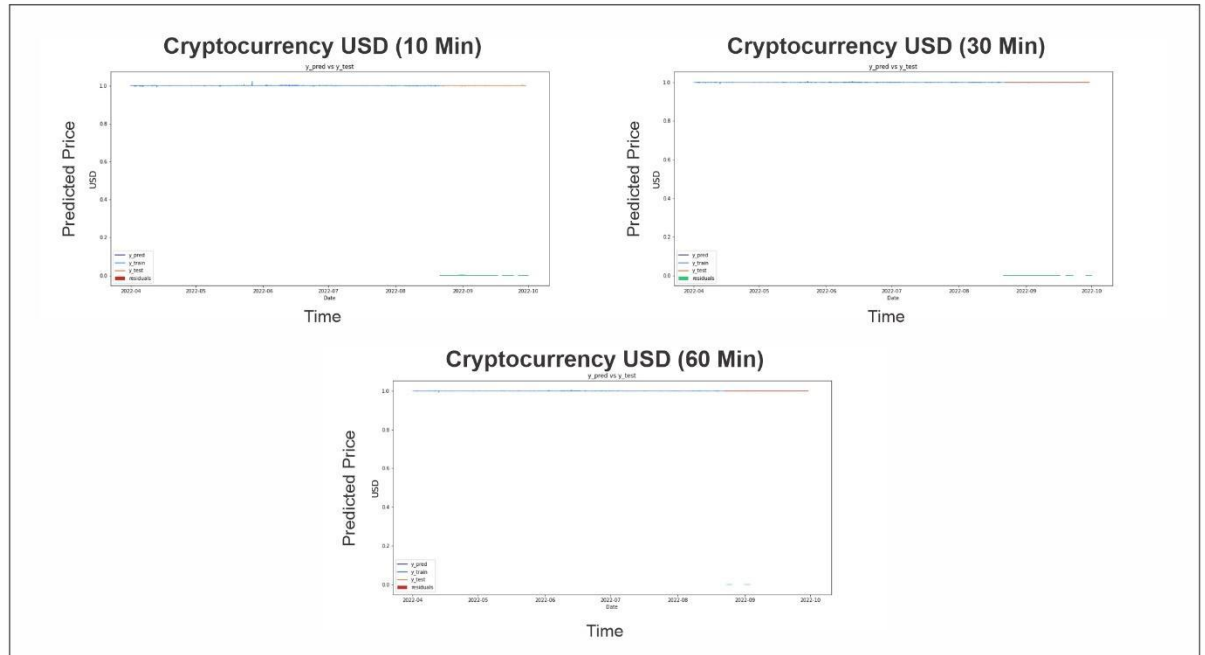 Cryptocurrency USD (10 Min)
y_pred vs y_test
Predicted Price
USD
1.0
0.8
0.6
0.4
0.2
0.0
y_pred
y_train
y_test
residuals
2022-04 2022-05 2022-06 2022-07 2022-08 2022-09 2022-10
Date
Time
Cryptocurrency USD (30 Min)
y_pred vs y_test
Predicted Price
USD
1.0
0.8
0.6
0.4
0.2
0.0
y_pred
y_train
y_test
residuals
2022-04 2022-05 2022-06 2022-07 2022-08 2022-09 2022-10
Date
Time
Cryptocurrency USD (60 Min)
y_pred vs y_test
Predicted Price
USD
1.0
0.8
0.6
0.4
0.2
0.0
y_pred
y_train
y_test
residuals
2022-04 2022-05 2022-06 2022-07 2022-08 2022-09 2022-10
Date
Time